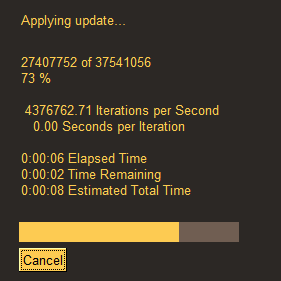 Applying update...
27407752 of 37541056
73 %
4376762.71 Iterations per Second
0.00 Seconds per Iteration
0:00:06 Elapsed Time
0:00:02 Time Remaining
0:00:08 Estimated Total Time
Cancel